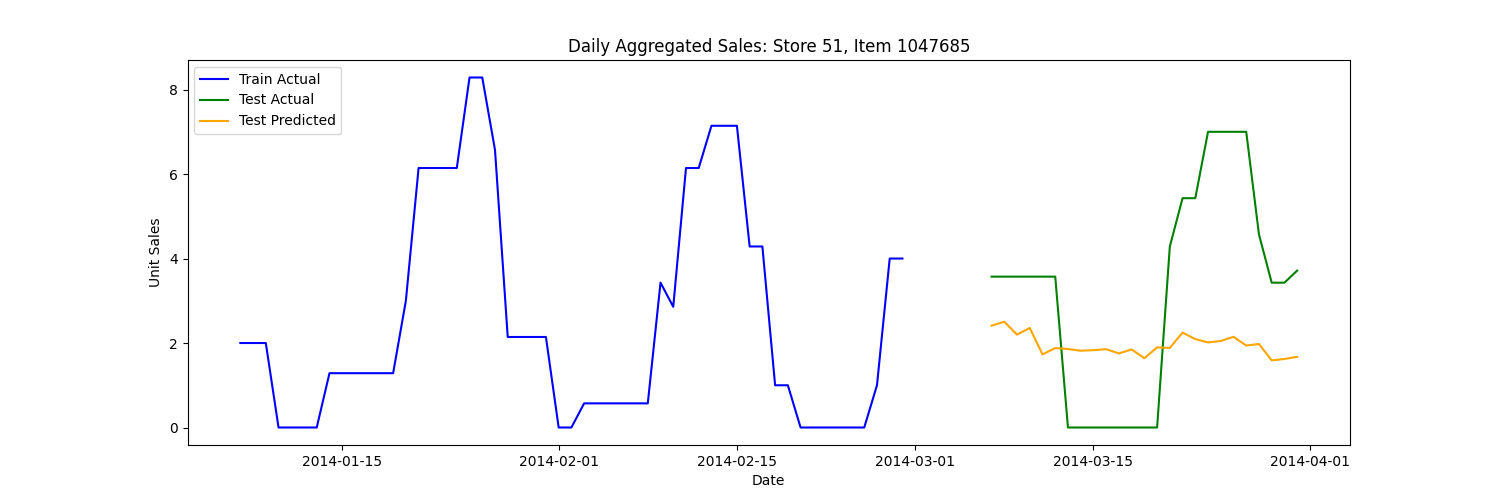 Daily Aggregated Sales: Store 51, Item 1047685
Train Actual
Test Actual
Test Predicted
Unit Sales
8
6
4
2
0
2014-01-15
2014-02-01
2014-02-15
2014-03-01
2014-03-15
2014-04-01
Date